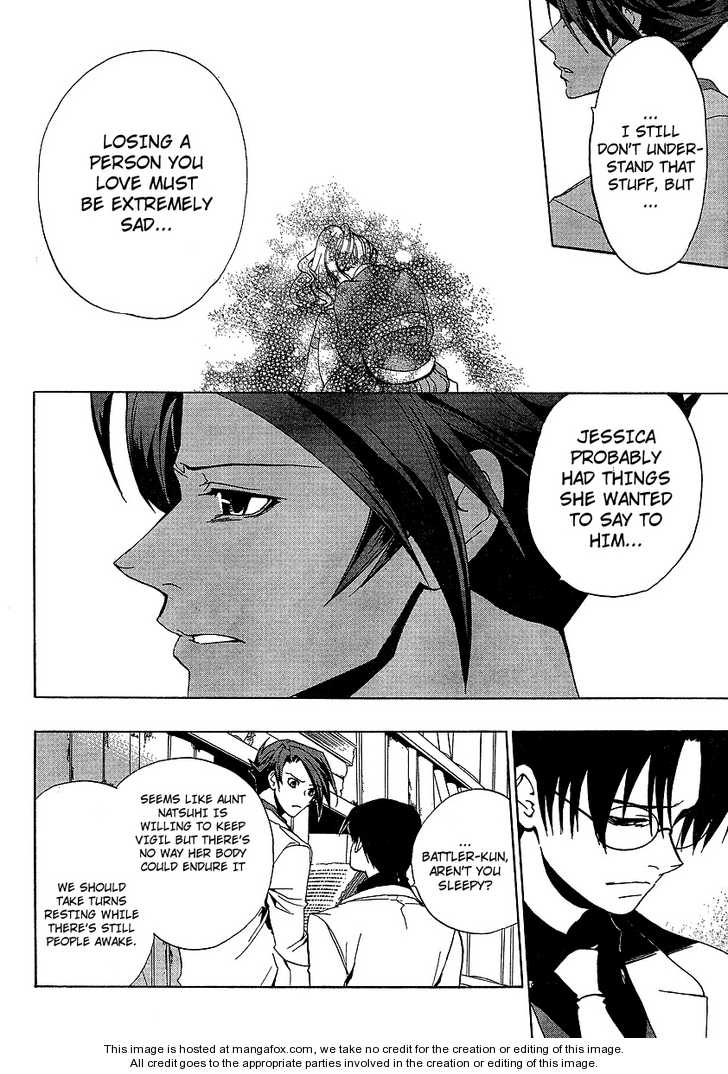 ...
I STILL
DON'T UNDER-
STAND THAT
STUFF, BUT
...
LOSING A
PERSON YOU
LOVE MUST
BE EXTREMELY
SAD...
JESSICA
PROBABLY
HAD THINGS
SHE WANTED
TO SAY TO
HIM...
...
BATTLER-KUN,
AREN'T YOU
SLEEPY?
SEEMS LIKE AUNT
NATSUHI IS
WILLING TO KEEP
VIGIL BUT THERE'S
NO WAY HER BODY
COULD ENDURE IT
WE SHOULD
TAKE TURNS
RESTING WHILE
THERE'S STILL
PEOPLE AWAKE.
This image is hosted at mangafox.com, we take no credit for the creation or editing of this image.
All credit goes to the appropriate parties involved in the creation or editing of this image.